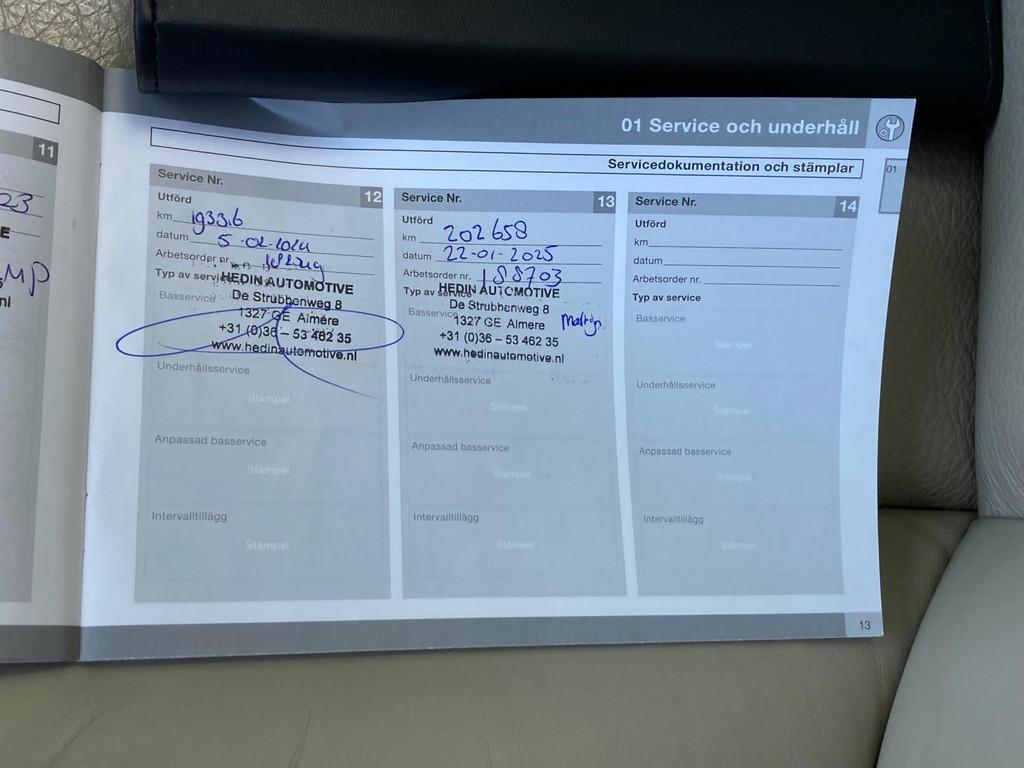 11
23
E
MP
nl
01 Service och underhåll
Servicedokumentation och stämplar
01
Service Nr. 12
Utförd
km 193316
datum 5-02-2024
Arbetsorder nr.
Typ av servi
HEDIN AUTOMOTIVE
Basservice
De Strubbenweg 8
1327 GE Almere
+31 (0)36 – 53 462 35
www.hedinautomotive.nl
Underhållsservice
Stämpel
Anpassad basservice
Stämpel
Intervalltillägg
Stämpel
Service Nr. 13
Utförd
km 202658
datum 22-01-2025
Arbetsorder nr. 188703
Typ av service
HEDIN AUTOMOTIVE
Basservice
De Strubbenweg 8
1327 GE Almere
+31 (0)36 – 53 462 35
www.hedinautomotive.nl
Underhållsservice
Stämpel
Anpassad basservice
Stämpel
Intervalltillägg
Stämpel
Service Nr. 14
Utförd
km
datum
Arbetsorder nr.
Typ av service
Basservice
Stämpel
Underhållsservice
Stämpel
Anpassad basservice
Stämpel
Intervalltillägg
Stämpel
13